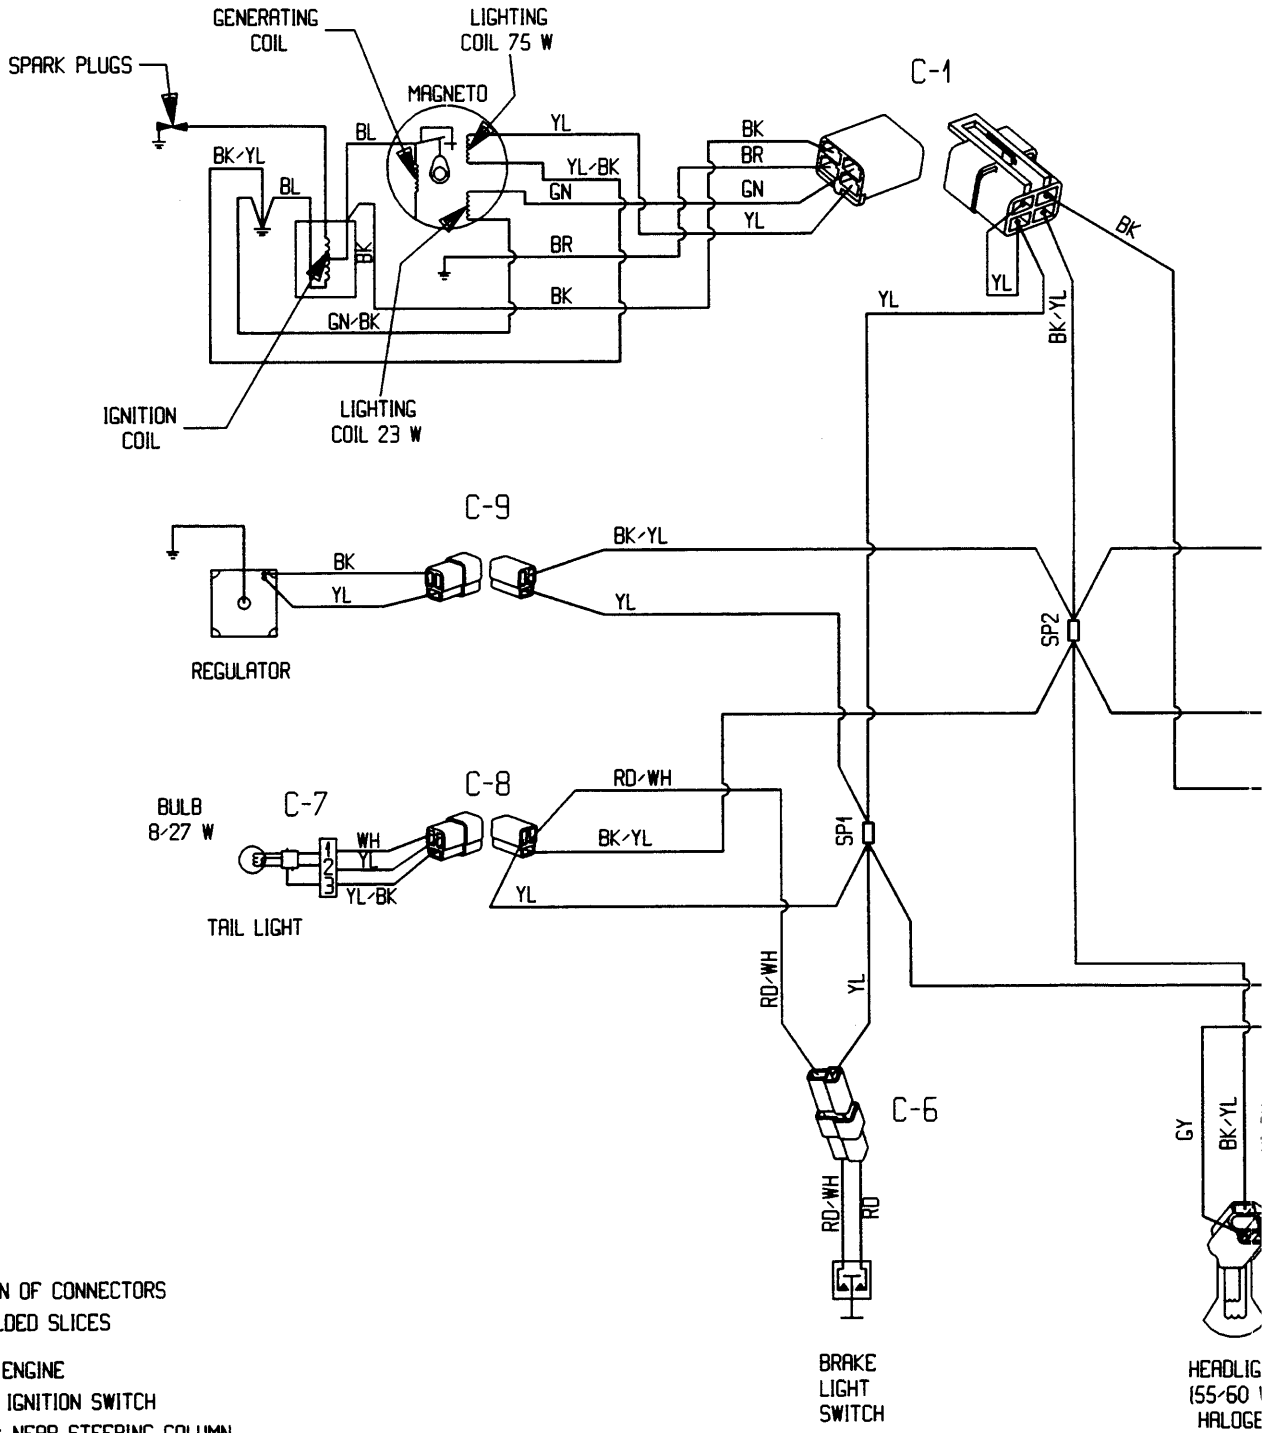 GENERATING
COIL
LIGHTING
COIL 75 W
SPARK PLUGS
MAGNETO
C-1
BL
YL
BK
BK/YL
YL/BK
BR
BL
GN
GN
YL
BK
BR
BK
BK
YL
YL
BK/YL
GN/BK
IGNITION
COIL
LIGHTING
COIL 23 W
C-9
BK/YL
BK
YL
YL
REGULATOR
SP2
C-8
RD/WH
BULB
8/27 W
C-7
WH
1
YL
2
3
YL/BK
BK/YL
SP1
YL
TAIL LIGHT
RD/WH
YL
C-6
GY
BK/YL
RD/WH
RD
N OF CONNECTORS
LDED SLICES
ENGINE
IGNITION SWITCH
NEAR STEERING COLUMN
BRAKE
LIGHT
SWITCH
HEADLIG
(55/60
HALOGE